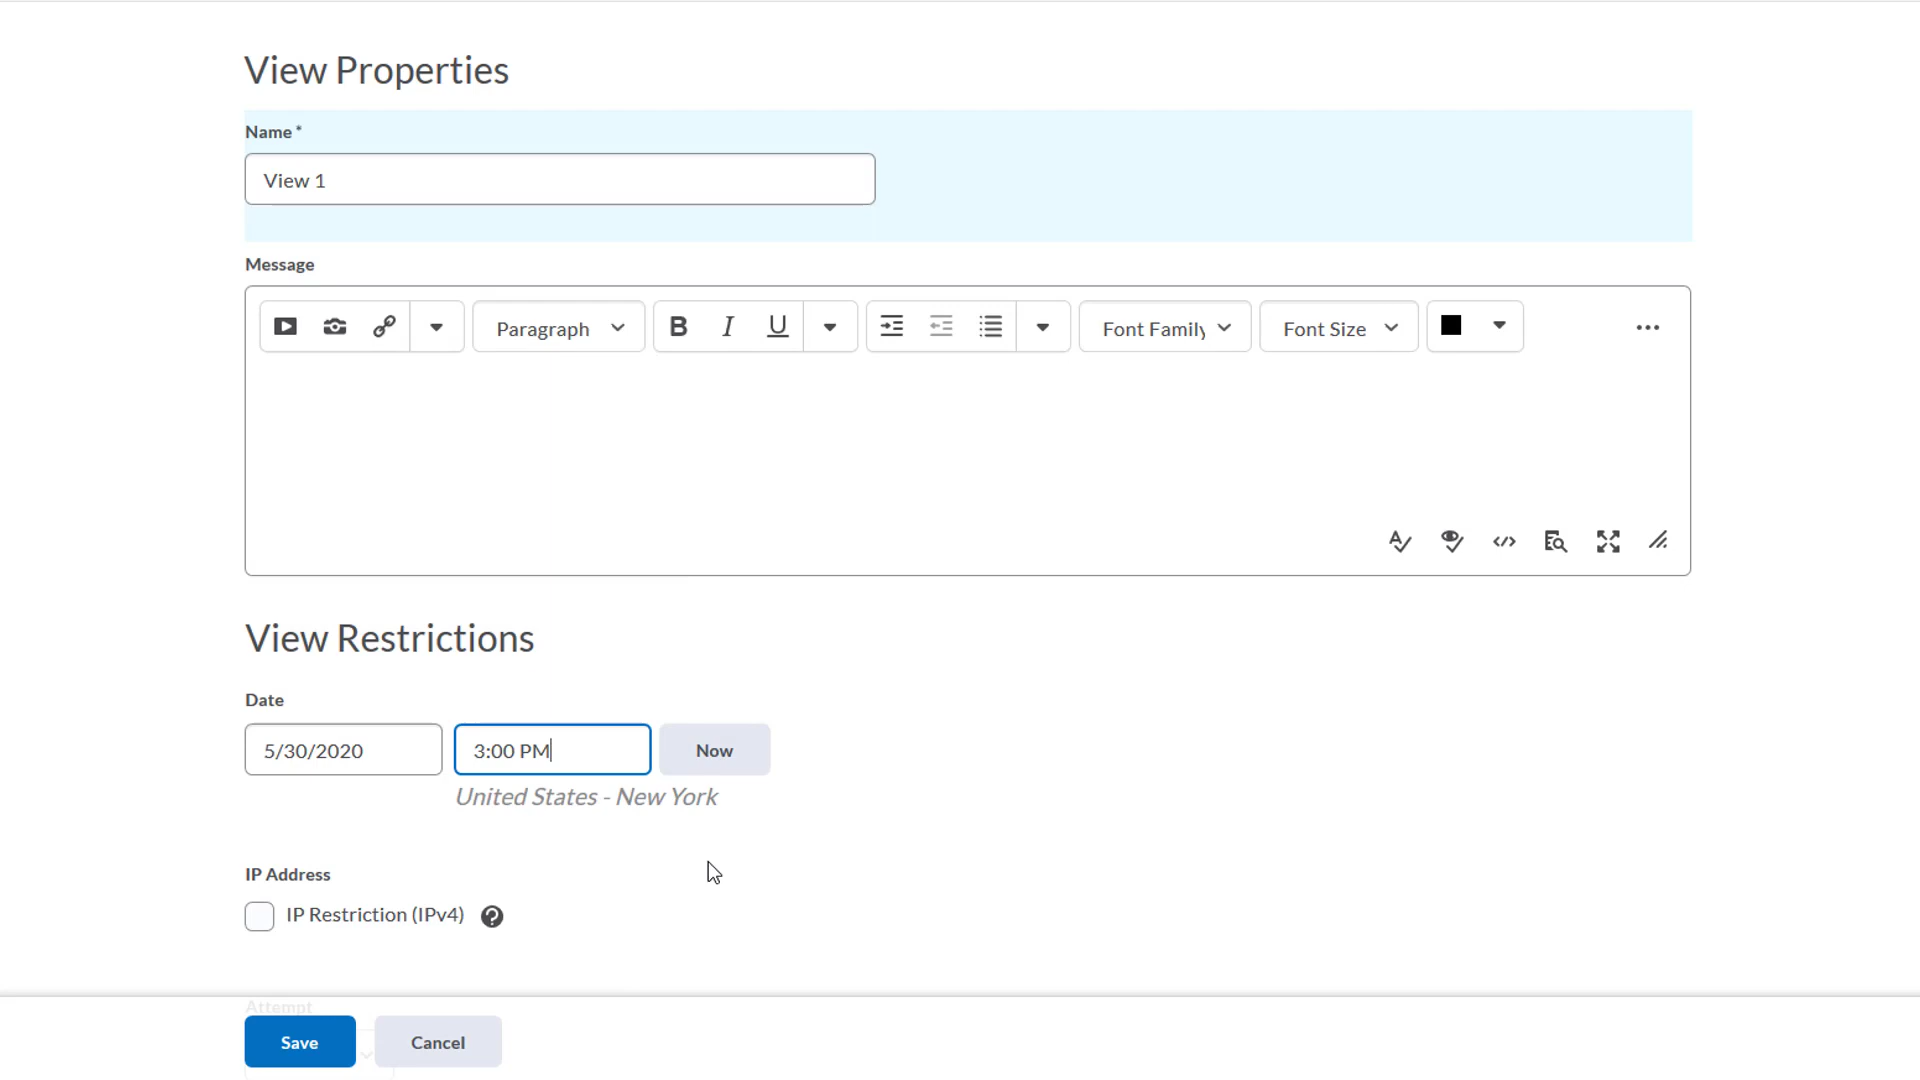 View Properties
Name *
View 1
Message
Paragraph B I U Font Family Font Size
View Restrictions
Date
5/30/2020 3:00 PM Now
United States - New York
IP Address
IP Restriction (IPv4)
Attempt
Save Cancel